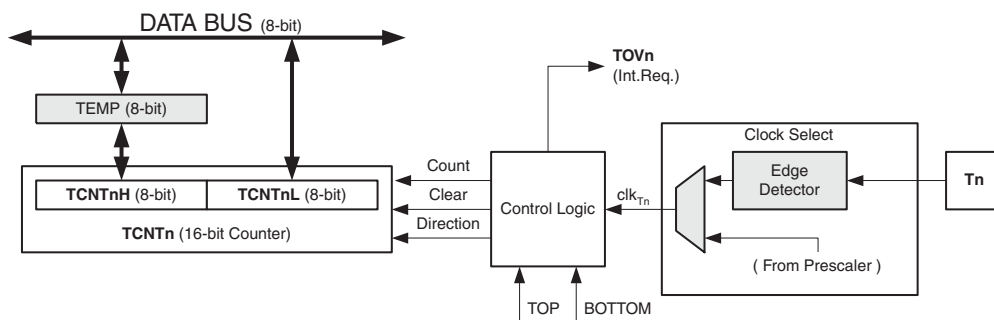 DATA BUS (8-bit)
TOVn
(Int.Req.)
TEMP (8-bit)
Clock Select
Count
Edge
Detector
Tn
TCNTnH (8-bit)
TCNTnL (8-bit)
Clear
Control Logic
clkTn
TCNTn (16-bit Counter)
Direction
( From Prescaler )
TOP
BOTTOM